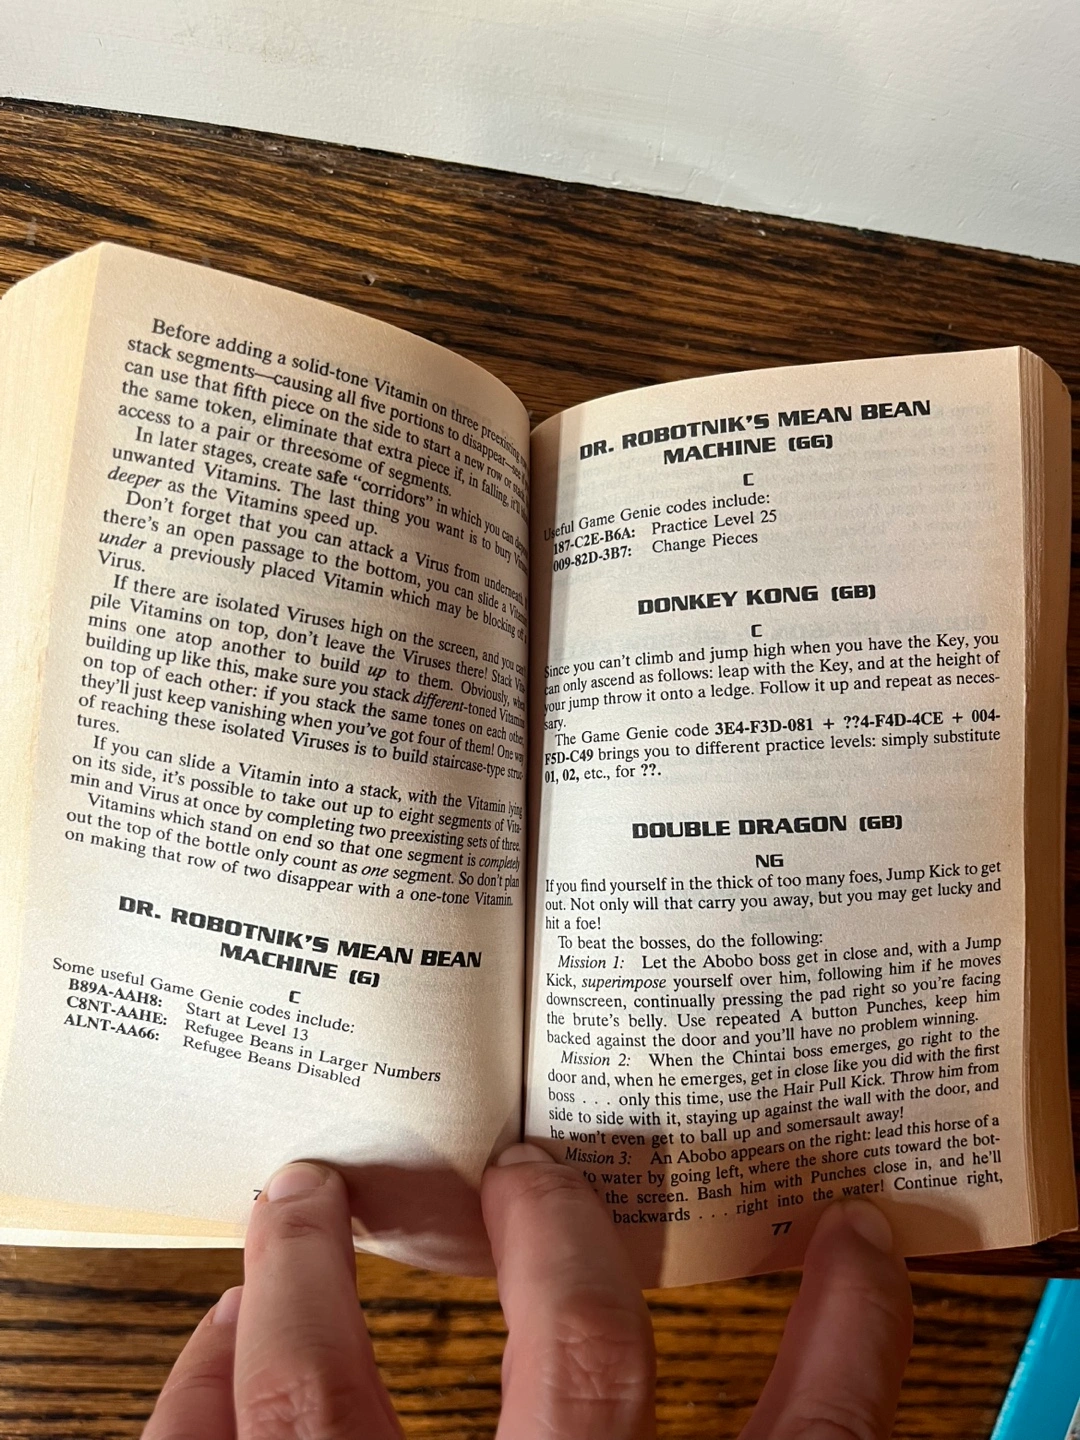 Before adding a solid-tone Vitamin on three preexisting
stack segments—causing all five portions to disappear—see if you
can use that fifth piece on the side to start a new row or stack.
the same token, eliminate that extra piece if, in falling, it'll
access to a pair or threesome of segments.
In later stages, create safe "corridors" in which you can
unwanted Vitamins. The last thing you want is to bury
deeper as the Vitamins speed up.
Don't forget that you can attack a Virus from underneath.
there's an open passage to the bottom, you can slide a
under a previously placed Vitamin which may be blocking off a
Virus.
If there are isolated Viruses high on the screen, and you can
pile Vitamins on top, don't leave the Viruses there! Stack Vita-
mins one atop another to build up to them. Obviously, when
building up like this, make sure you stack different-toned Vitamins
on top of each other: if you stack the same tones on each other,
they'll just keep vanishing when you've got four of them! One way
of reaching these isolated Viruses is to build staircase-type struc-
tures.
If you can slide a Vitamin into a stack, with the Vitamin lying
on its side, it's possible to take out up to eight segments of Vita-
min and Virus at once by completing two preexisting sets of three.
Vitamins which stand on end so that one segment is completely
out the top of the bottle only count as one segment. So don't plan
on making that row of two disappear with a one-tone Vitamin.
DR. ROBOTNIK'S MEAN BEAN
MACHINE (G)
C
Some useful Game Genie codes include:
B89A-AAH8: Start at Level 13
C8NT-AAHE: Refugee Beans in Larger Numbers
ALNT-AA66: Refugee Beans Disabled
7
DR. ROBOTNIK'S MEAN BEAN
MACHINE (GG)
C
Useful Game Genie codes include:
187-C2E-B6A: Practice Level 25
009-82D-3B7: Change Pieces
DONKEY KONG (GB)
C
Since you can't climb and jump high when you have the Key, you
can only ascend as follows: leap with the Key, and at the height of
your jump throw it onto a ledge. Follow it up and repeat as neces-
sary.
The Game Genie code 3E4-F3D-081 + ??4-F4D-4CE + 004-
F5D-C49 brings you to different practice levels: simply substitute
01, 02, etc., for ??.
DOUBLE DRAGON (GB)
NG
If you find yourself in the thick of too many foes, Jump Kick to get
out. Not only will that carry you away, but you may get lucky and
hit a foe!
To beat the bosses, do the following:
Mission 1: Let the Abobo boss get in close and, with a Jump
Kick, superimpose yourself over him, following him if he moves
downscreen, continually pressing the pad right so you're facing
the brute's belly. Use repeated A button Punches, keep him
backed against the door and you'll have no problem winning.
Mission 2: When the Chintai boss emerges, go right to the
door and, when he emerges, get in close like you did with the first
boss . . . only this time, use the Hair Pull Kick. Throw him from
side to side with it, staying up against the wall with the door, and
he won't even get to ball up and somersault away!
Mission 3: An Abobo appears on the right: lead this horse of a
to water by going left, where the shore cuts toward the bot-
the screen. Bash him with Punches close in, and he'll
backwards . . . right into the water! Continue right,
77